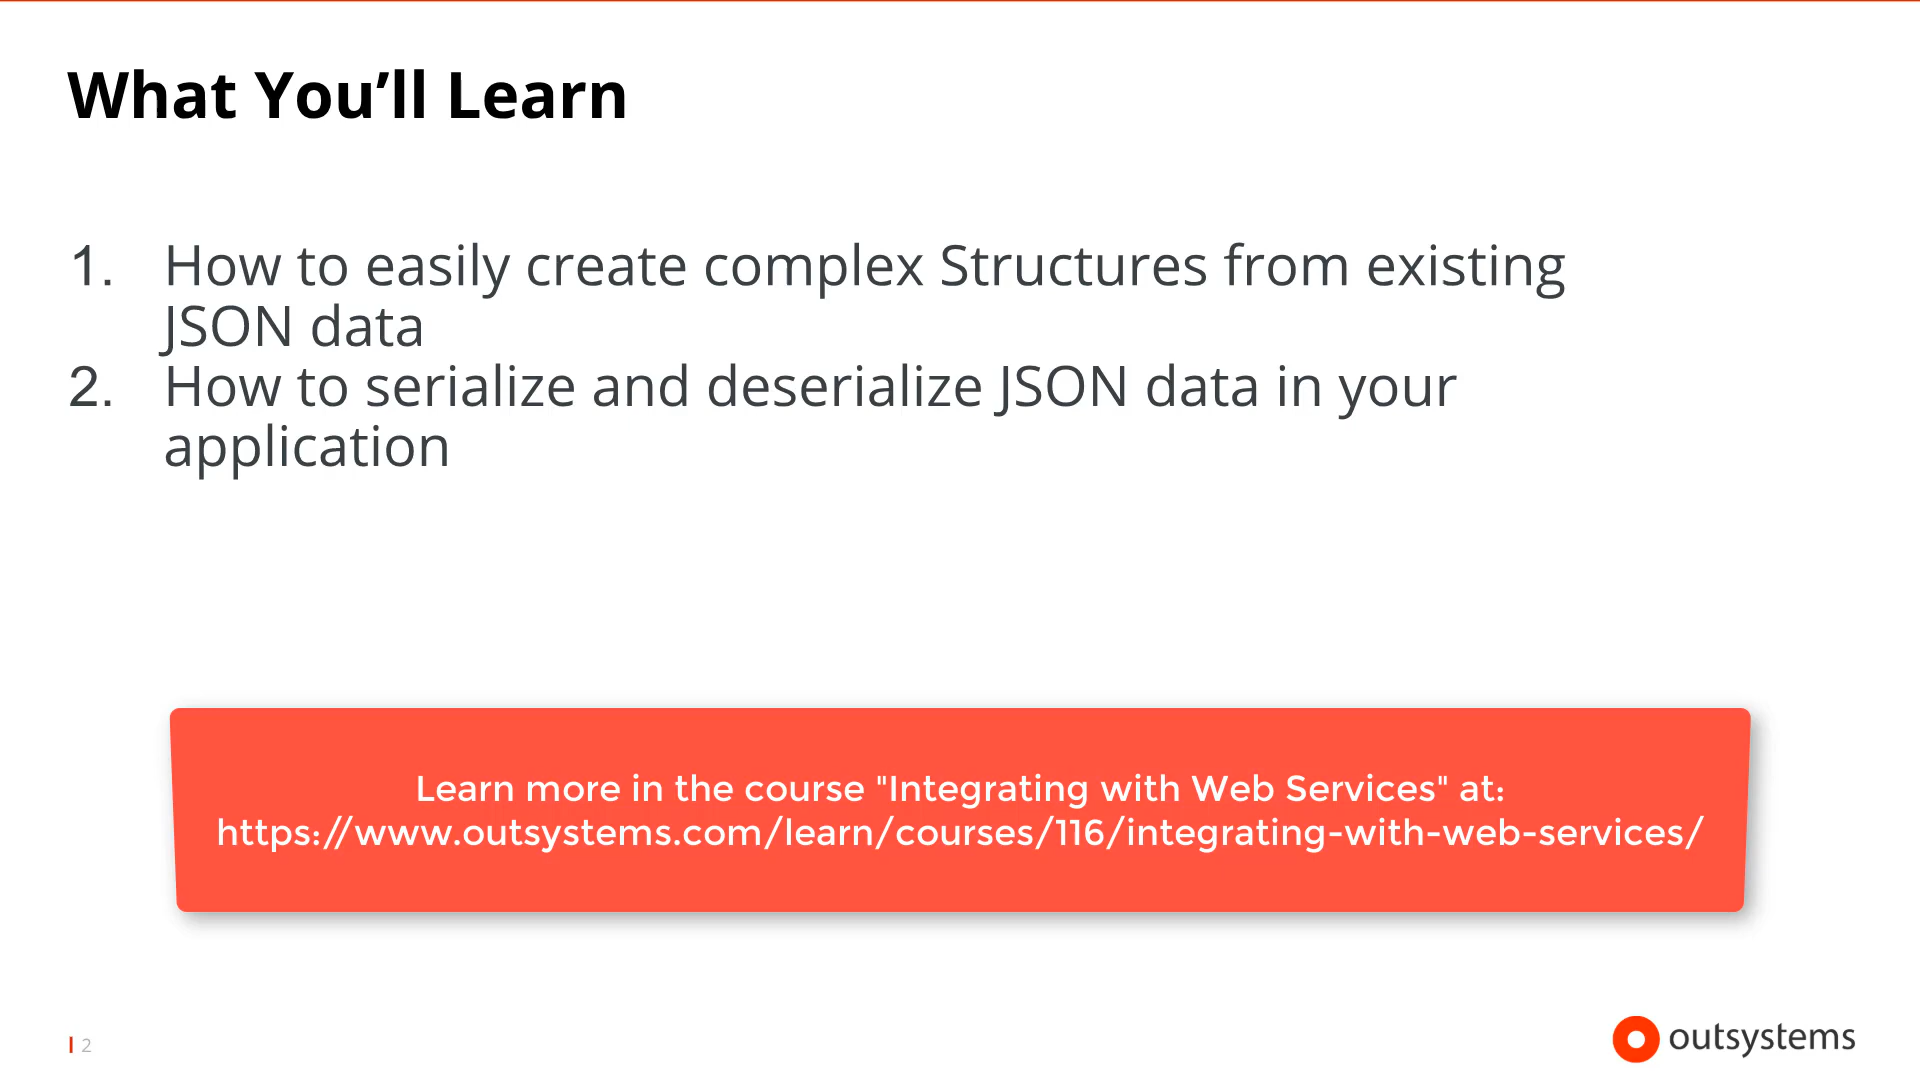 What You’ll Learn
1. How to easily create complex Structures from existing
JSON data
2. How to serialize and deserialize JSON data in your
application
Learn more in the course "Integrating with Web Services" at:
https://www.outsystems.com/learn/courses/116/integrating-with-web-services/
2
outsystems